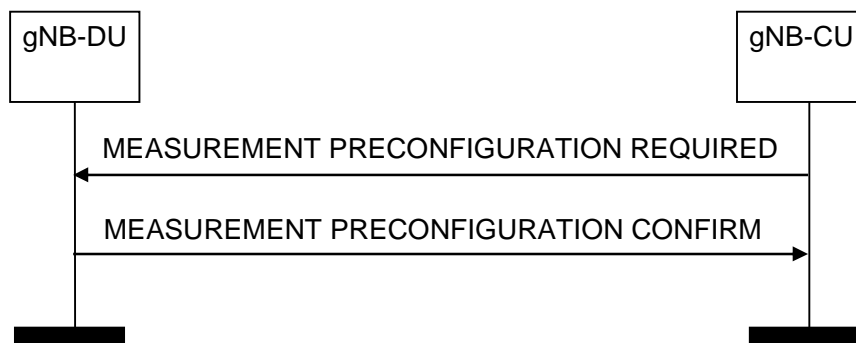 gNB-DU
gNB-CU
MEASUREMENT PRECONFIGURATION REQUIRED
MEASUREMENT PRECONFIGURATION CONFIRM